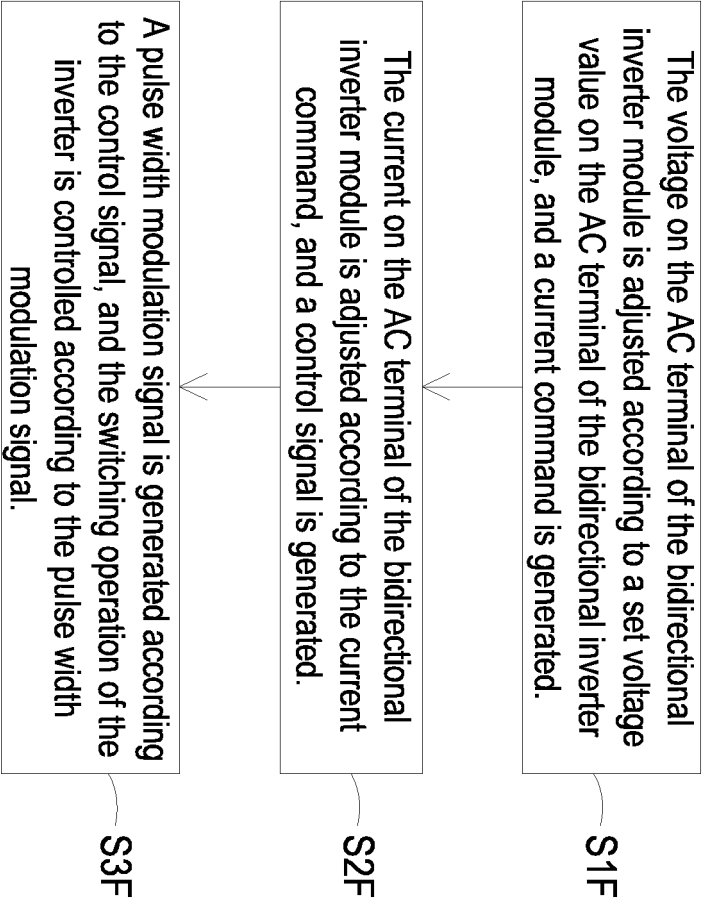 The voltage on the AC terminal of the bidirectional
inverter module is adjusted according to a set voltage
value on the AC terminal of the bidirectional inverter
module, and a current command is generated.
S1F
The current on the AC terminal of the bidirectional
inverter module is adjusted according to the current
command, and a control signal is generated.
S2F
A pulse width modulation signal is generated according
to the control signal, and the switching operation of the
inverter is controlled according to the pulse width
modulation signal.
S3F